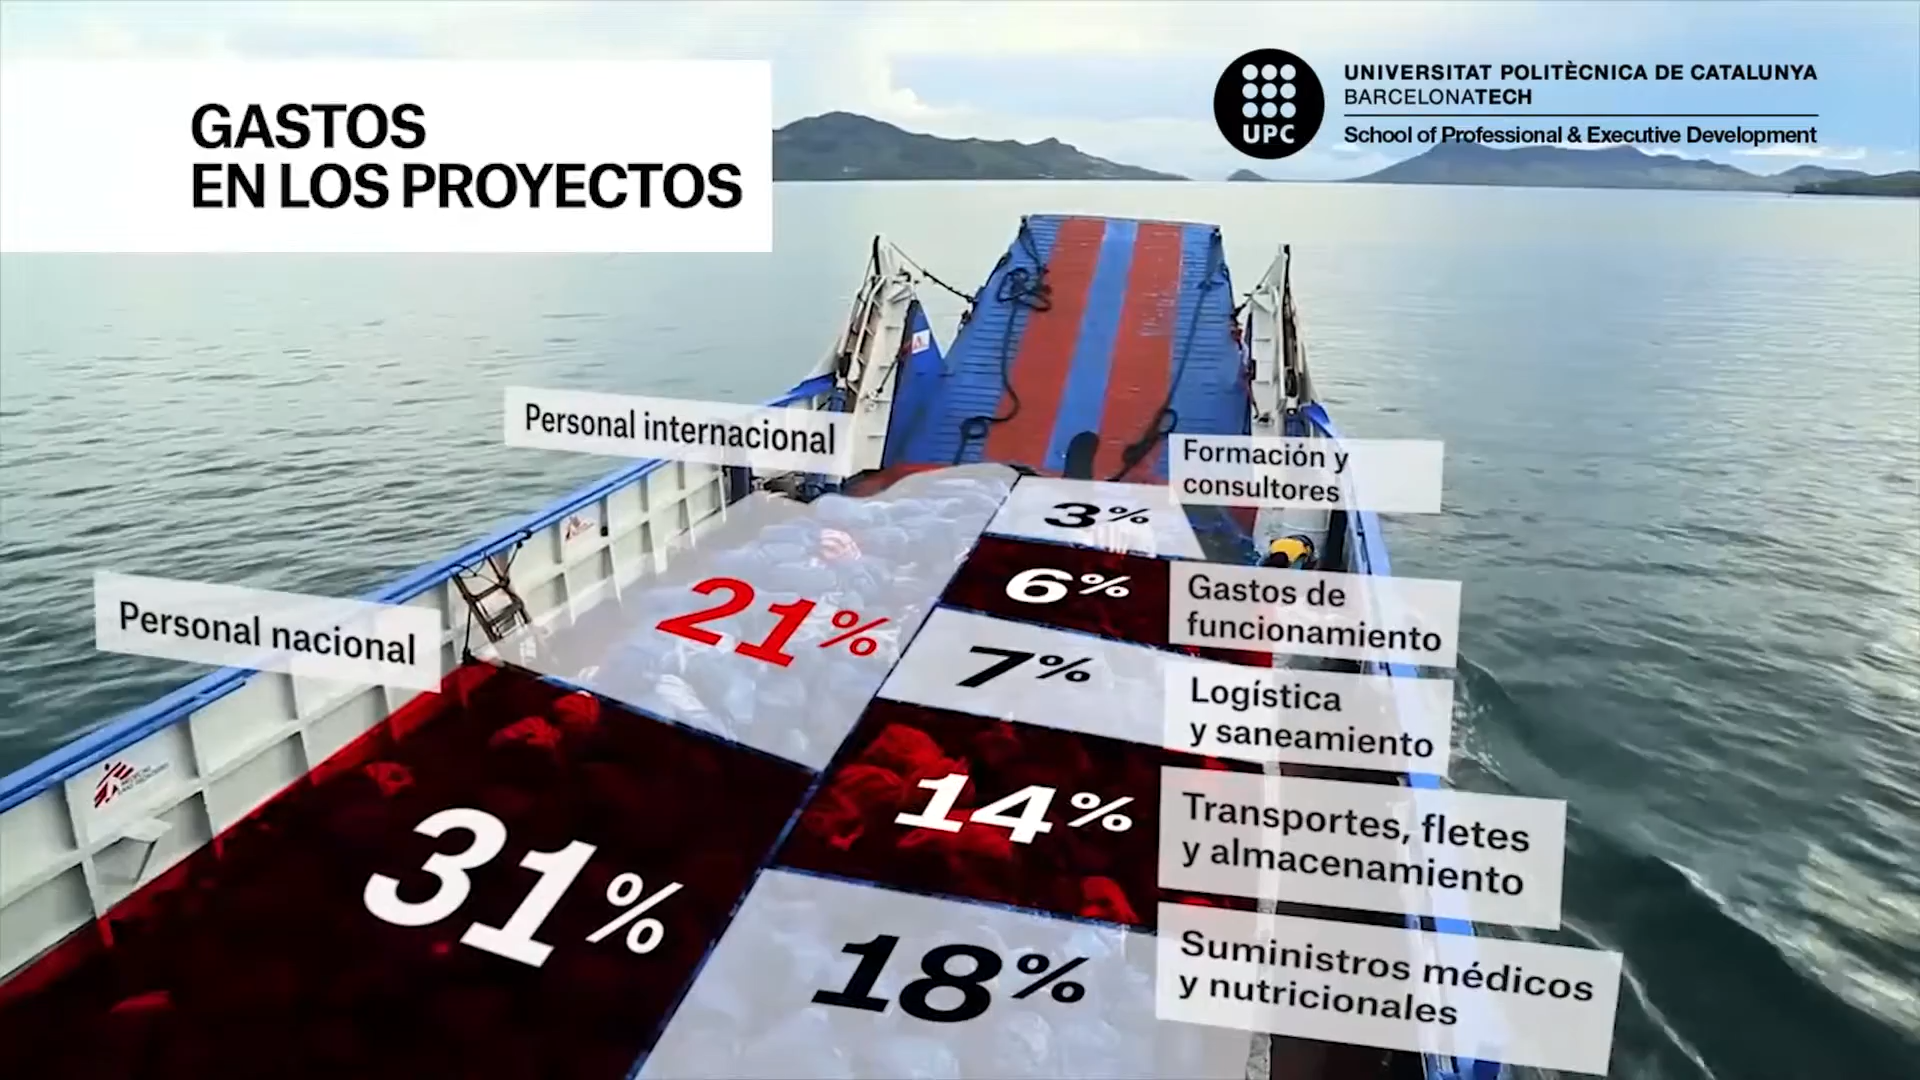 GASTOS
EN LOS PROYECTOS
UPC
UNIVERSITAT POLITÈCNICA DE CATALUNYA
BARCELONATECH
School of Professional & Executive Development
Personal internacional
21%
Personal nacional
31%
3%
Formación y
consultores
6%
Gastos de
funcionamiento
7%
Logística
y saneamiento
14%
Transportes, fletes
y almacenamiento
18%
Suministros médicos
y nutricionales